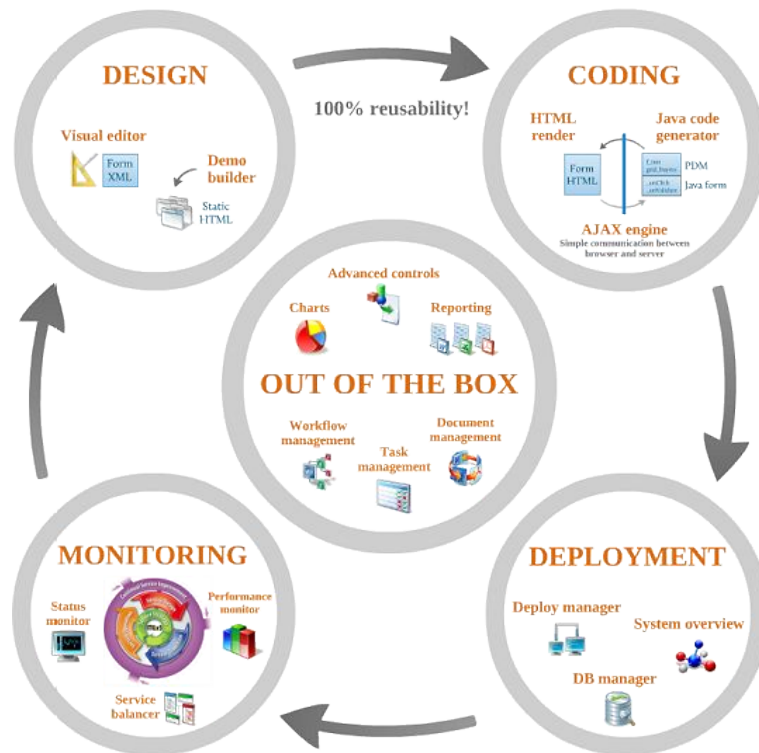 DESIGN
Visual editor
Form
XML
Demo
builder
Static
HTML
100% reusability!
CODING
HTML
render
Java code
generator
Form
HTML
PDM
Java form
AJAX engine
Simple communication between
browser and server
Advanced controls
Charts
Reporting
OUT OF THE BOX
Workflow
management
Task
management
Document
management
MONITORING
Status
monitor
Performance
monitor
Service
balancer
DEPLOYMENT
Deploy manager
System overview
DB manager